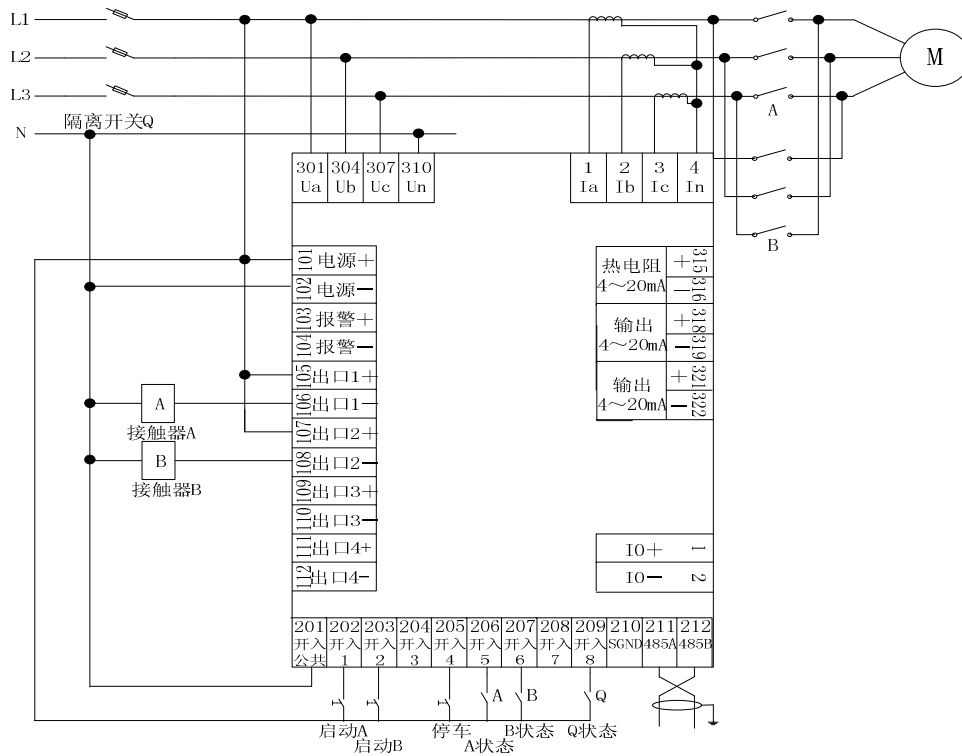 L1
L2
L3
N
隔离开关Q
M
A
B
301 304 307 310
Ua Ub Uc Un
1 2 3 4
Ia Ib Ic In
101 电源+
102 电源-
103 报警+
104 报警-
105 出口1+
106 出口1-
107 出口2+
108 出口2-
109 出口3+
110 出口3-
111 出口4+
112 出口4-
A
接触器A
B
接触器B
热电阻 + 315
4～20mA - 316
输出 + 318
4～20mA - 319
输出 + 321
4～20mA - 322
IO+ 1
IO- 2
201 202 203 204 205 206 207 208 209 210 211 212
开入 开入 开入 开入 开入 开入 开入 开入 开入 SGND 485A 485B
公共 1 2 3 4 5 6 7 8
A B Q
启动A 停车 B状态 Q状态
启动B A状态